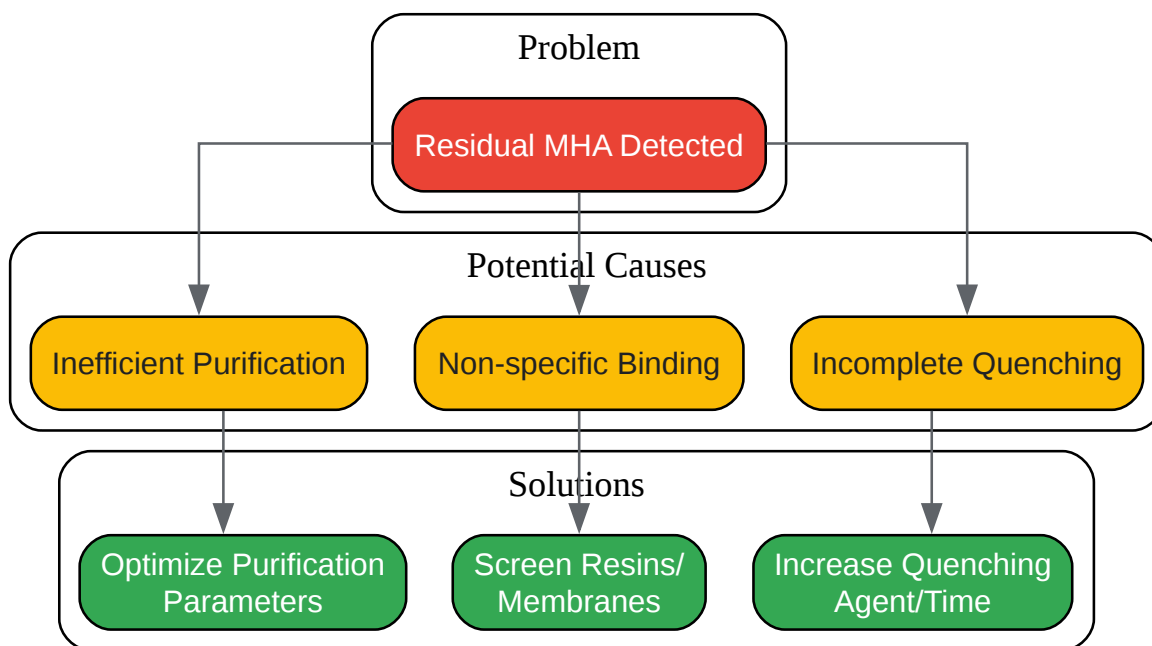 Problem
Residual MHA Detected
Potential Causes
Inefficient Purification
Non-specific Binding
Incomplete Quenching
Solutions
Optimize Purification
Parameters
Screen Resins/
Membranes
Increase Quenching
Agent/Time